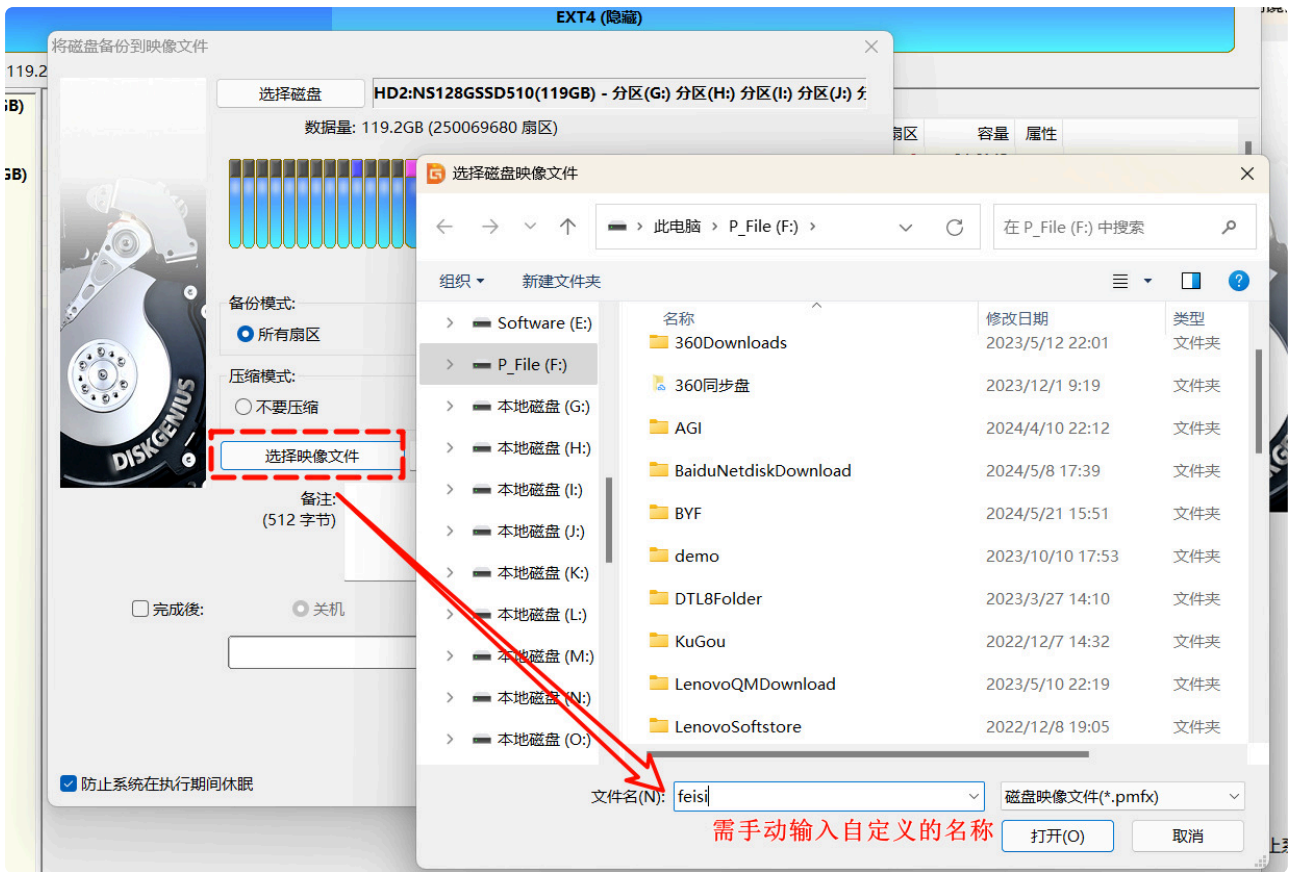 EXT4 (隐藏)
将磁盘备份到映像文件
119.2
选择磁盘
HD2:NS128GSSD510(119GB) - 分区(G:) 分区(H:) 分区(I:) 分区(J:)
数据量: 119.2GB (250069680 扇区)
扇区 容量 属性
GB)
GB)
选择磁盘映像文件
此电脑 › P_File (F:) ›
在 P_File (F:) 中搜索
组织
新建文件夹
备份模式:
所有扇区
压缩模式:
不要压缩
选择映像文件
备注:
(512 字节)
完成後:
关机
防止系统在执行期间休眠
DISKGENIUS
Software (E:)
P_File (F:)
本地磁盘 (G:)
本地磁盘 (H:)
本地磁盘 (I:)
本地磁盘 (J:)
本地磁盘 (K:)
本地磁盘 (L:)
本地磁盘 (M:)
本地磁盘 (N:)
本地磁盘 (O:)
名称 修改日期 类型
360Downloads 2023/5/12 22:01 文件夹
360同步盘 2023/12/1 9:19 文件夹
AGI 2024/4/10 22:12 文件夹
BaiduNetdiskDownload 2024/5/8 17:39 文件夹
BYF 2024/5/21 15:51 文件夹
demo 2023/10/10 17:53 文件夹
DTL8Folder 2023/3/27 14:10 文件夹
KuGou 2022/12/7 14:32 文件夹
LenovoQMDownload 2023/5/10 22:19 文件夹
LenovoSoftstore 2022/12/8 19:05 文件夹
文件名(N): feisi
磁盘映像文件(*.pmfx)
需手动输入自定义的名称
打开(O)
取消